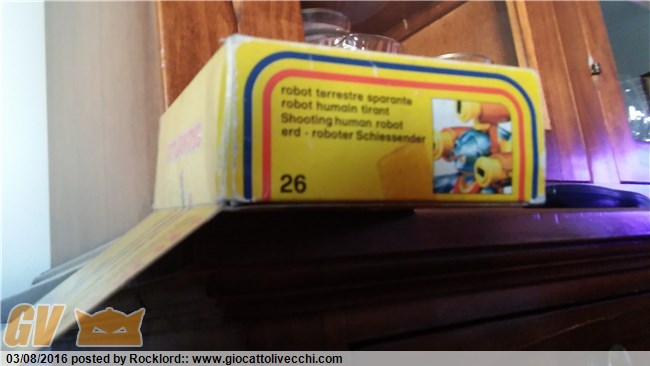 robot terrestre sparante
robot humain tirant
Shooting human robot
erd - roboter Schiessender
26
GV
03/08/2016 posted by Rocklord:: www.giocattolivecchi.com